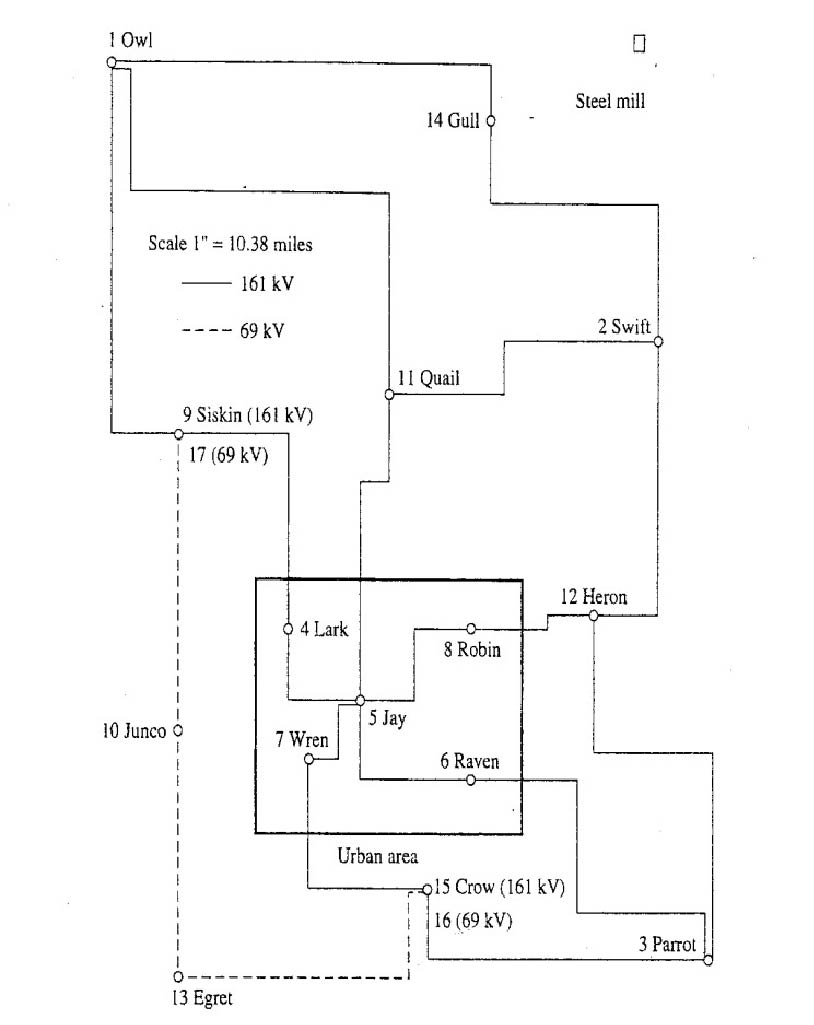 1 Owl
Steel mill
14 Gull
Scale 1" = 10.38 miles
161 kV
69 kV
2 Swift
11 Quail
9 Siskin (161 kV)
17 (69 kV)
12 Heron
4 Lark
8 Robin
5 Jay
10 Junco
7 Wren
6 Raven
Urban area
15 Crow (161 kV)
16 (69 kV)
3 Parrot
13 Egret